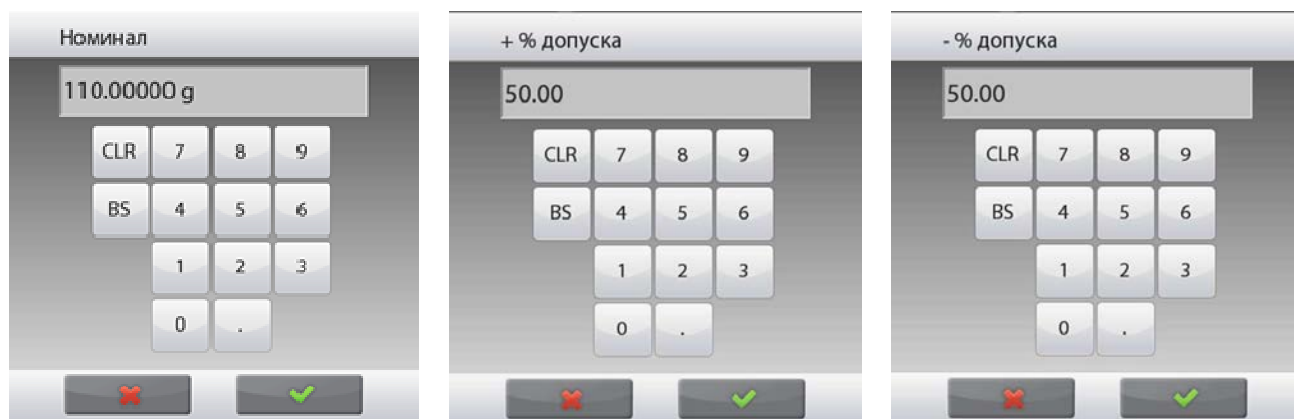 Номинал
110.00000 g
CLR 7 8 9
BS 4 5 6
1 2 3
0 .
+ % допуска
50.00
CLR 7 8 9
BS 4 5 6
1 2 3
0 .
- % допуска
50.00
CLR 7 8 9
BS 4 5 6
1 2 3
0 .